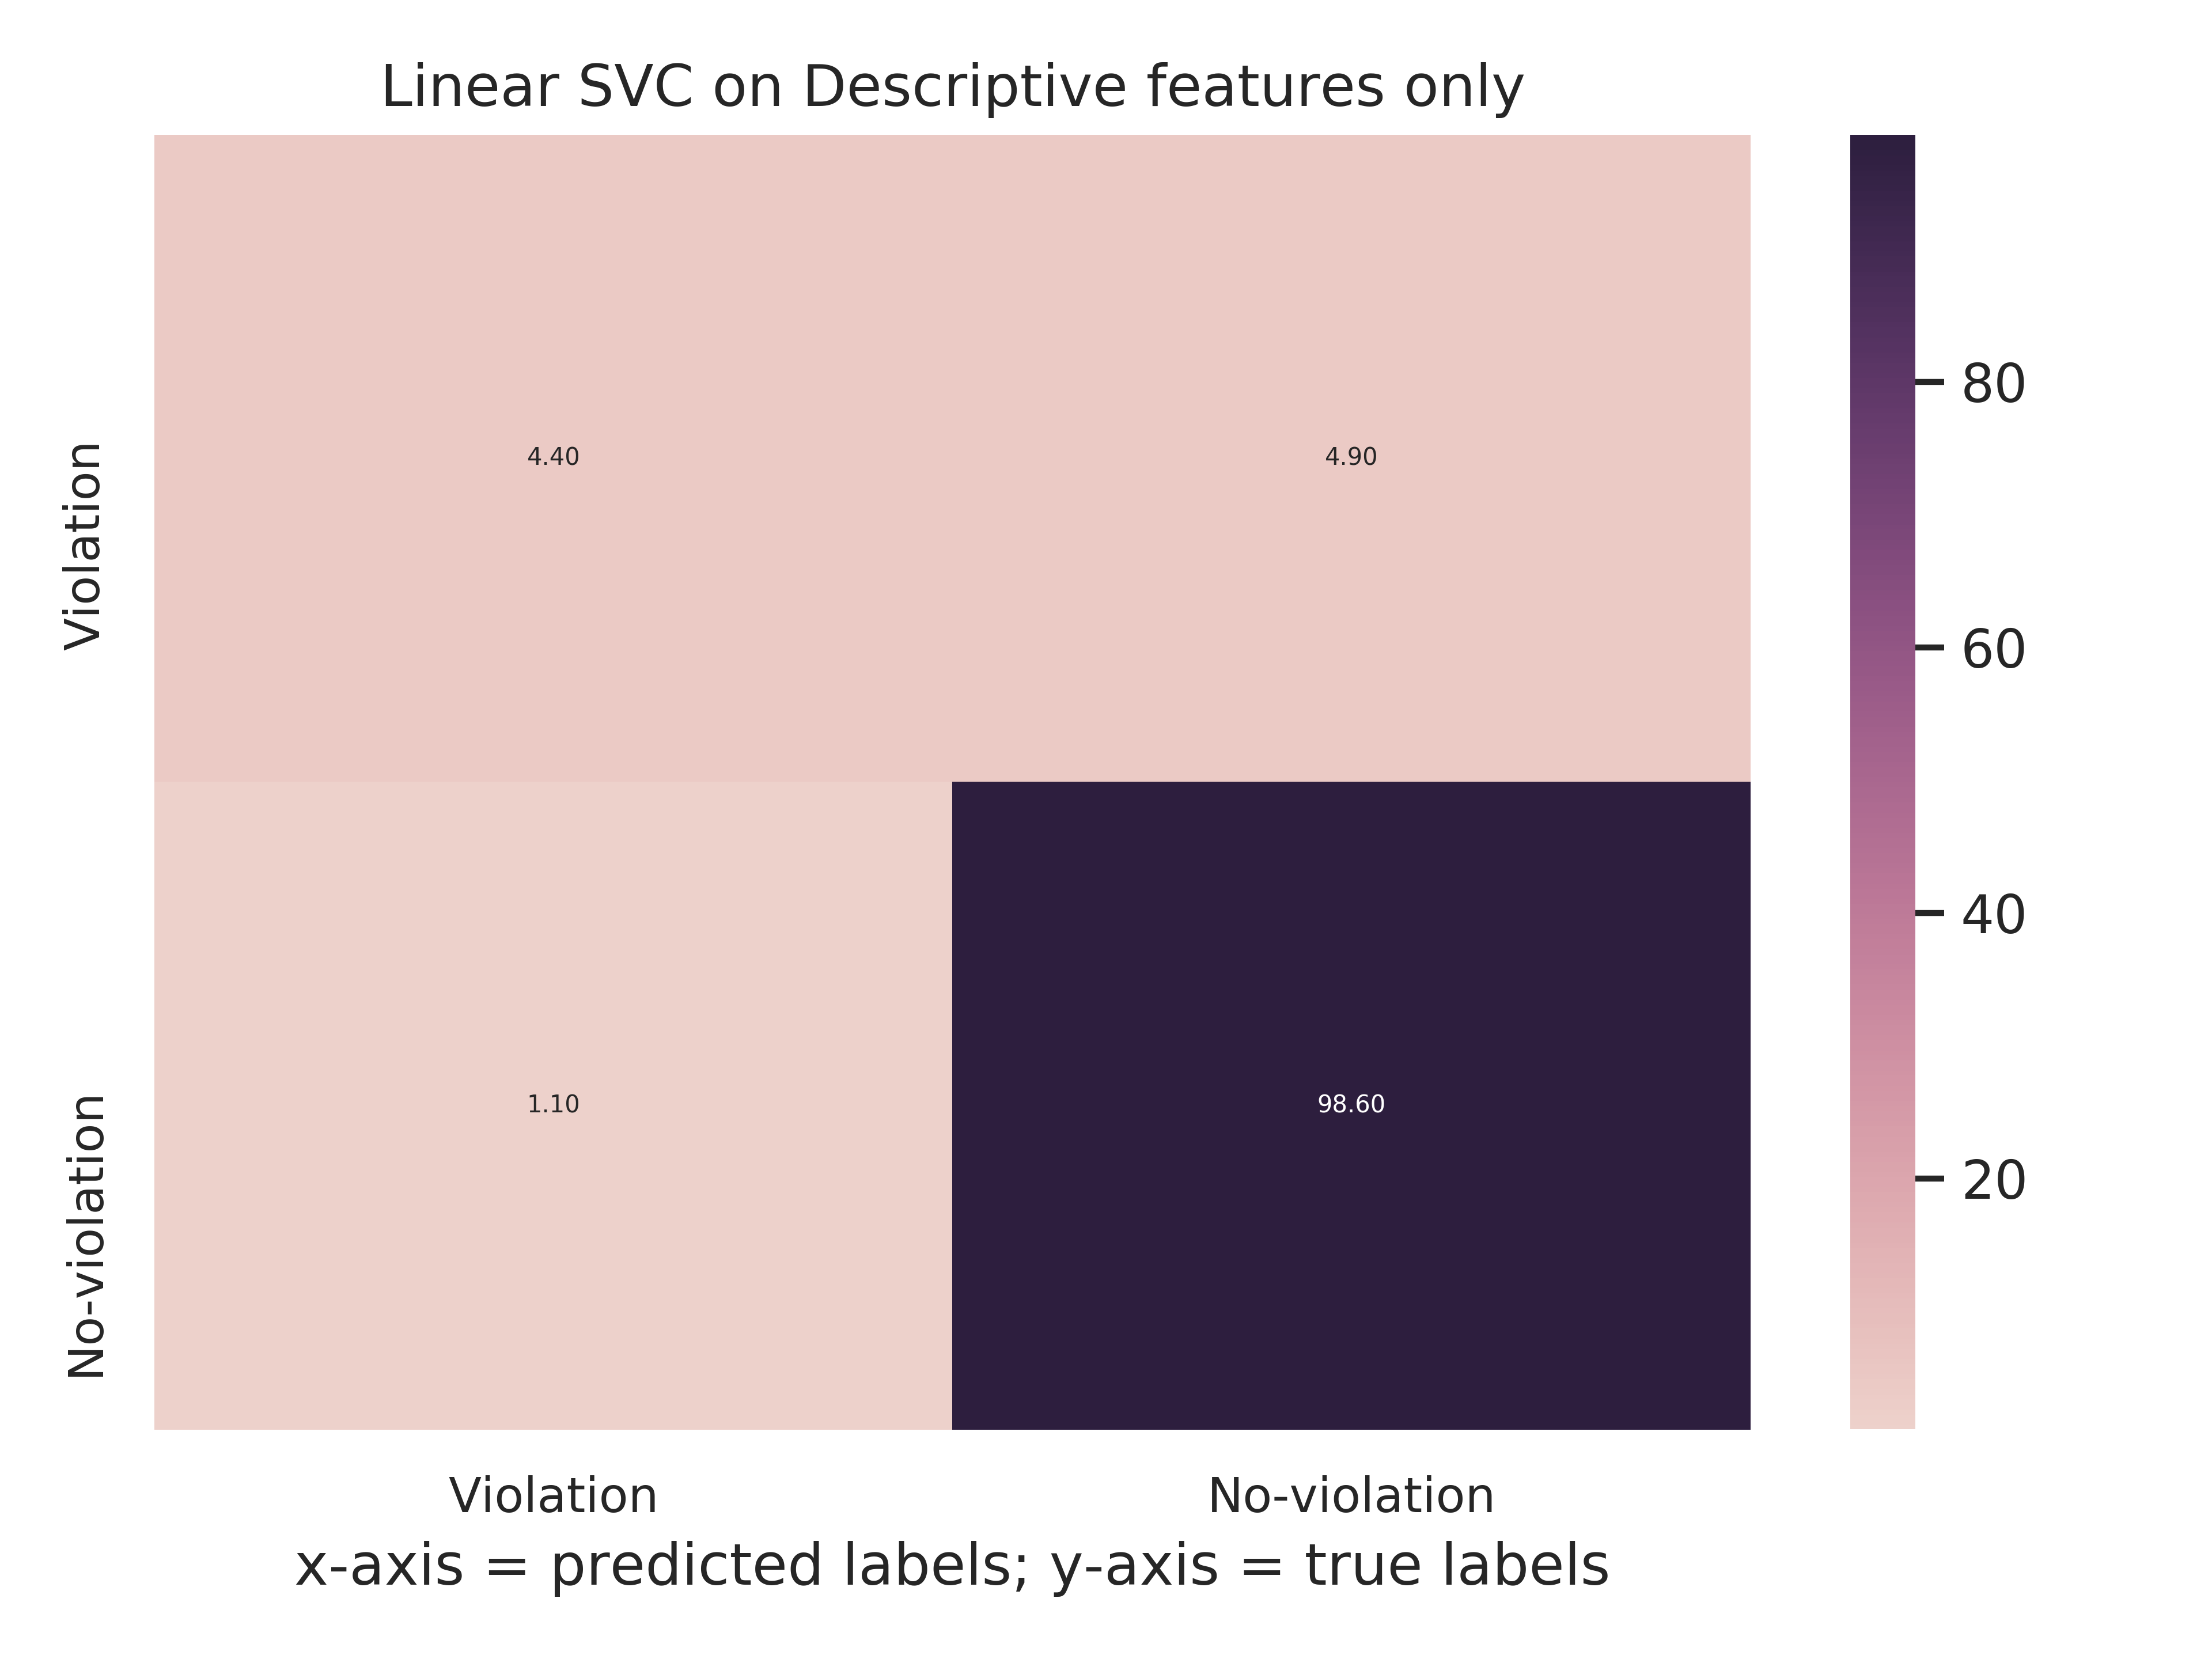 Linear SVC on Descriptive features only
Violation
4.40
4.90
80
60
40
20
No-violation
1.10
98.60
Violation
No-violation
x-axis = predicted labels; y-axis = true labels